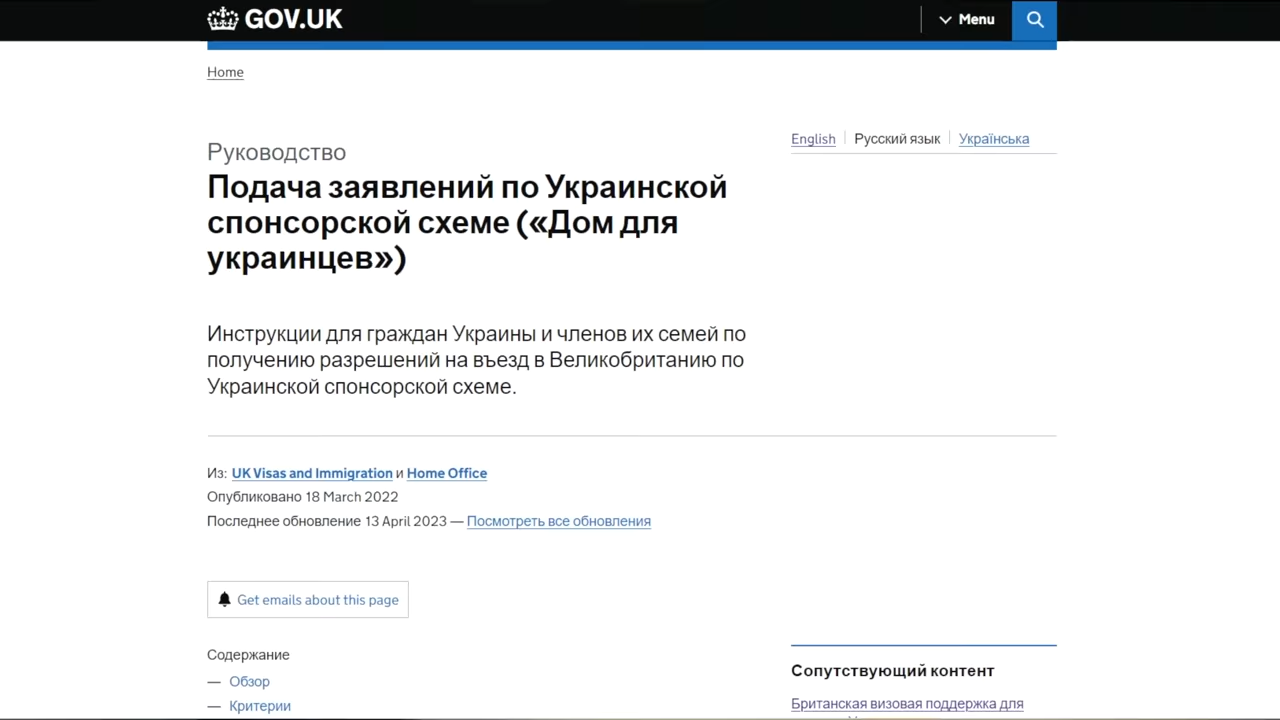 GOV.UK
Menu
Home
English
Русский язык
Українська
Руководство
Подача заявлений по Украинской
спонсорской схеме («Дом для
украинцев»)
Инструкции для граждан Украины и членов их семей по
получению разрешений на въезд в Великобританию по
Украинской спонсорской схеме.
Из: UK Visas and Immigration и Home Office
Опубликовано 18 March 2022
Последнее обновление 13 April 2023 — Посмотреть все обновления
Get emails about this page
Содержание
— Обзор
— Критерии
Сопутствующий контент
Британская визовая поддержка для